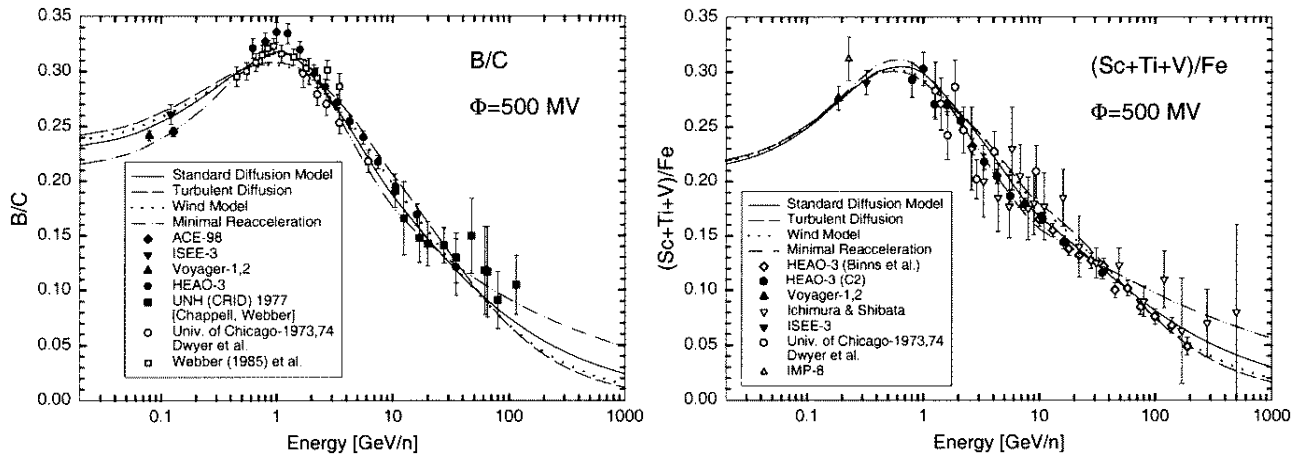 B/C
Φ=500 MV
B/C
0.35
0.30
0.25
0.20
0.15
0.10
0.05
0.00
Standard Diffusion Model
Turbulent Diffusion
Wind Model
Minimal Reacceleration
ACE-98
ISEE-3
Voyager-1,2
HEAO-3
UNH (CRID) 1977
[Chappell, Webber]
Univ. of Chicago-1973,74
Dwyer et al.
Webber (1985) et al.
0.1 1 10 100 1000
Energy [GeV/n]
(Sc+Ti+V)/Fe
Φ=500 MV
(Sc+Ti+V)/Fe
0.35
0.30
0.25
0.20
0.15
0.10
0.05
0.00
Standard Diffusion Model
Turbulent Diffusion
Wind Model
Minimal Reacceleration
HEAO-3 (Binns et al.)
HEAO-3 (C2)
Voyager-1,2
Ichimura & Shibata
ISEE-3
Univ. of Chicago-1973,74
Dwyer et al.
IMP-8
0.1 1 10 100 1000
Energy [GeV/n]